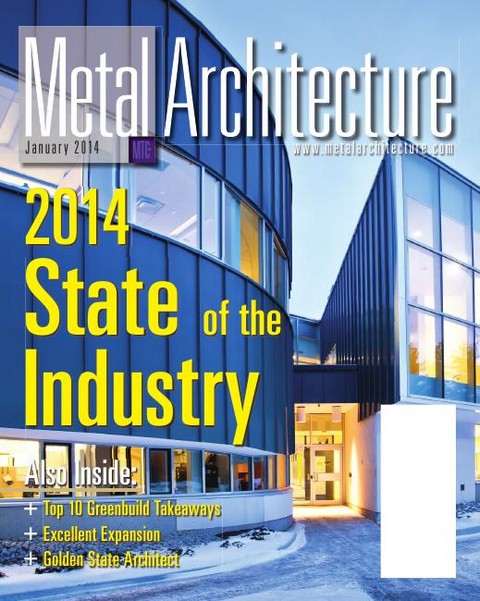 Metal Architecture
January 2014
MTC
www.metalarchitecture.com
2014
State of the
Industry
Also Inside:
+ Top 10 Greenbuild Takeaways
+ Excellent Expansion
+ Golden State Architect